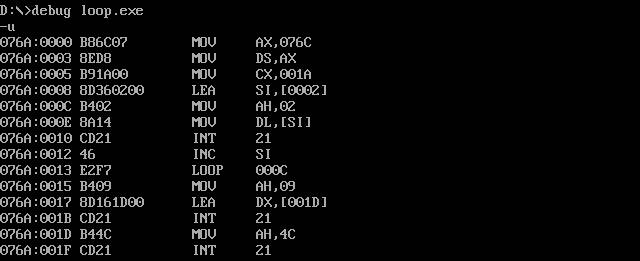 D:\>debug loop.exe
-u
076A:0000 B86C07 MOV AX,076C
076A:0003 8ED8 MOV DS,AX
076A:0005 B91A00 MOV CX,001A
076A:0008 8D360200 LEA SI,[0002]
076A:000C B402 MOV AH,02
076A:000E 8A14 MOV DL,[SI]
076A:0010 CD21 INT 21
076A:0012 46 INC SI
076A:0013 E2F7 LOOP 000C
076A:0015 B409 MOV AH,09
076A:0017 8D161D00 LEA DX,[001D]
076A:001B CD21 INT 21
076A:001D B44C MOV AH,4C
076A:001F CD21 INT 21